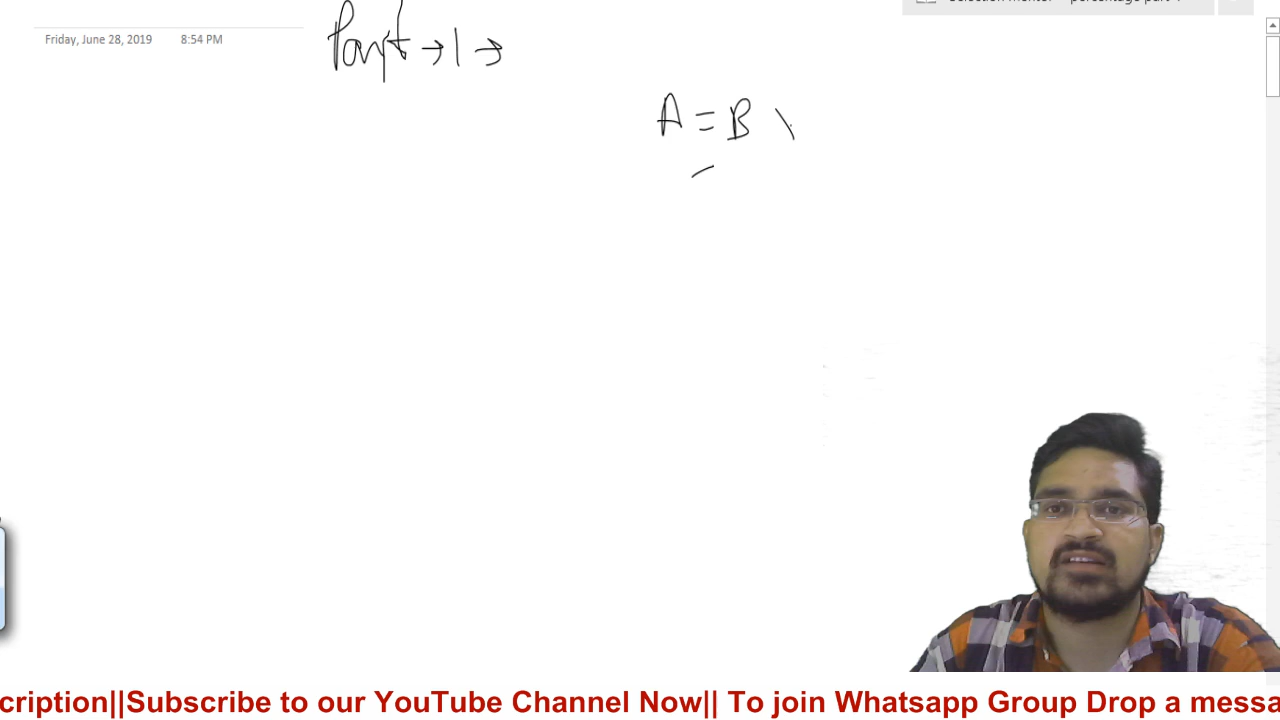 Friday, June 28, 2019 8:54 PM
Part → 1 →
A = B
cription||Subscribe to our YouTube Channel Now|| To join Whatsapp Group Drop a messa